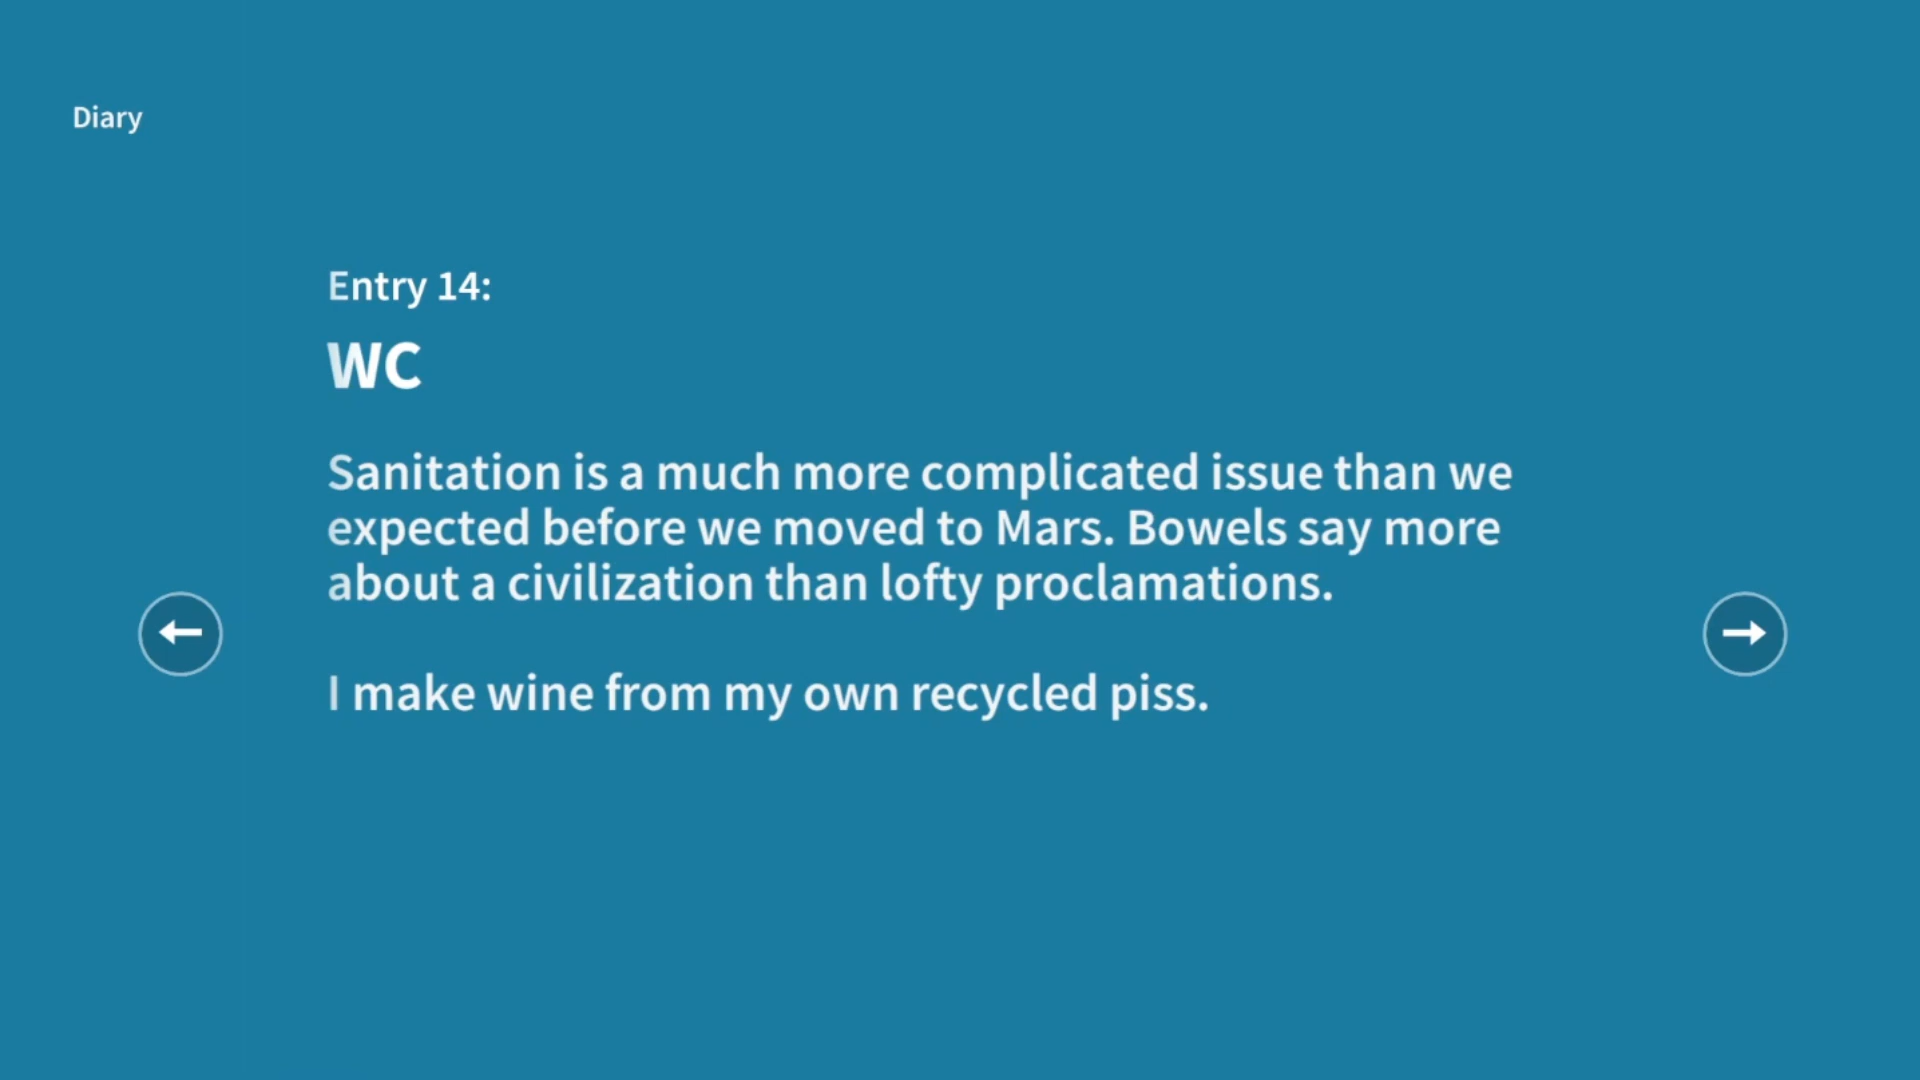 Diary
Entry 14:
WC
Sanitation is a much more complicated issue than we
expected before we moved to Mars. Bowels say more
about a civilization than lofty proclamations.
I make wine from my own recycled piss.